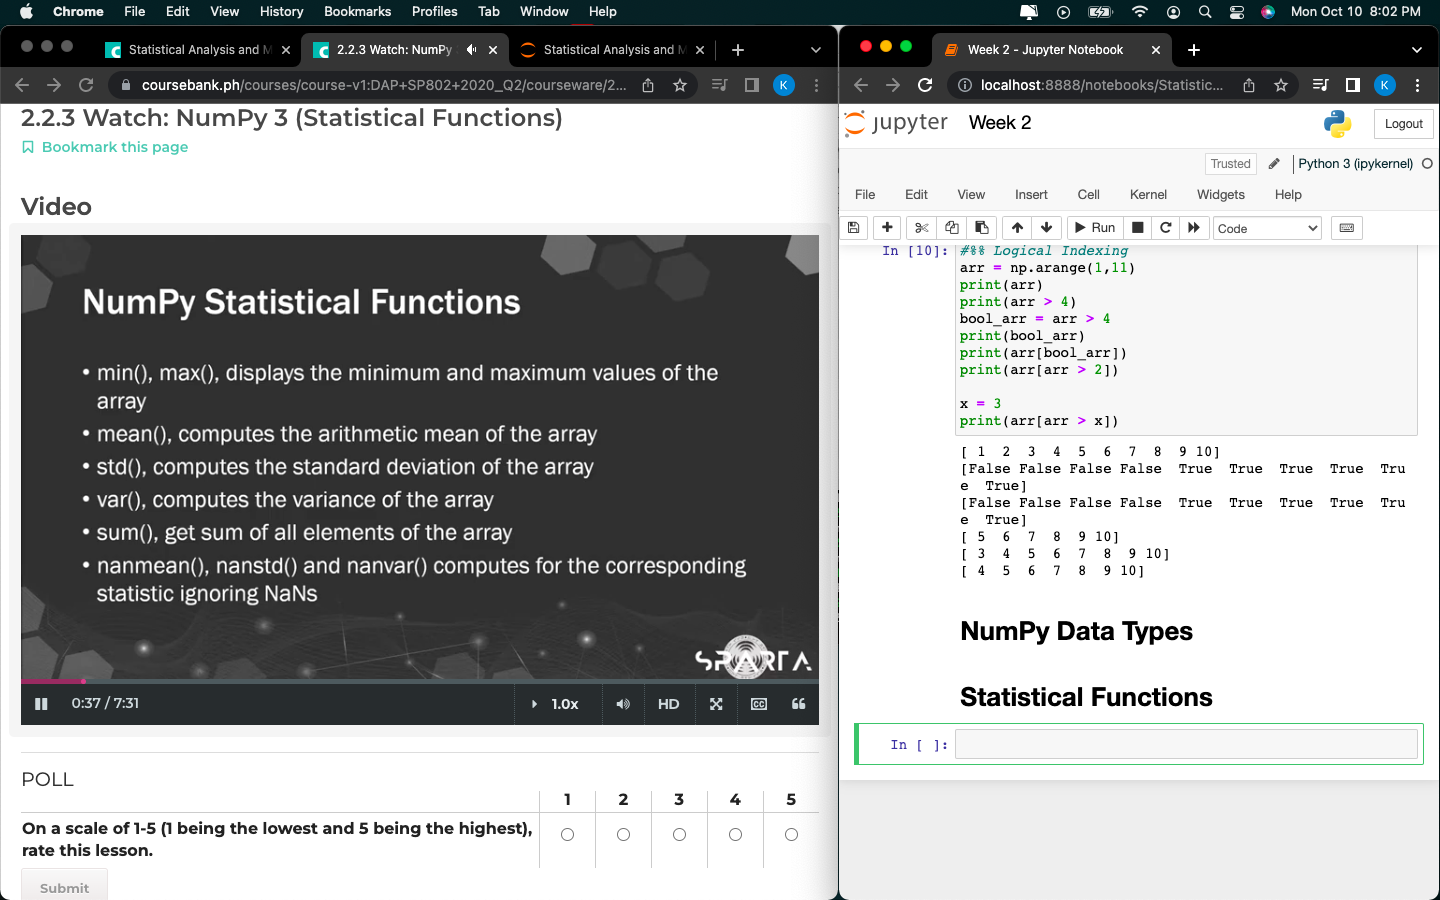 Chrome File Edit View History Bookmarks Profiles Tab Window Help Mon Oct 10 8:02 PM
Statistical Analysis and M
2.2.3 Watch: NumPy
Statistical Analysis and M
coursebank.ph/courses/course-v1:DAP+SP802+2020_Q2/courseware/2... K
2.2.3 Watch: NumPy 3 (Statistical Functions)
Bookmark this page
Video
NumPy Statistical Functions
• min(), max(), displays the minimum and maximum values of the
array
• mean(), computes the arithmetic mean of the array
• std(), computes the standard deviation of the array
• var(), computes the variance of the array
• sum(), get sum of all elements of the array
• nanmean(), nanstd() and nanvar() computes for the corresponding
statistic ignoring NaNs
SPARTA
0:37 / 7:31 1.0x HD CC
POLL
1 2 3 4 5
On a scale of 1-5 (1 being the lowest and 5 being the highest),
rate this lesson.
Submit
Week 2 - Jupyter Notebook
localhost:8888/notebooks/Statistic... K
jupyter Week 2 Logout
Trusted Python 3 (ipykernel)
File Edit View Insert Cell Kernel Widgets Help
Run Code
In [10]: #%% Logical Indexing
arr = np.arange(1,11)
print(arr)
print(arr > 4)
bool_arr = arr > 4
print(bool_arr)
print(arr[bool_arr])
print(arr[arr > 2])
x = 3
print(arr[arr > x])
[ 1 2 3 4 5 6 7 8 9 10]
[False False False False True True True True Tru
e True]
[False False False False True True True True Tru
e True]
[ 5 6 7 8 9 10]
[ 3 4 5 6 7 8 9 10]
[ 4 5 6 7 8 9 10]
NumPy Data Types
Statistical Functions
In [ ]: